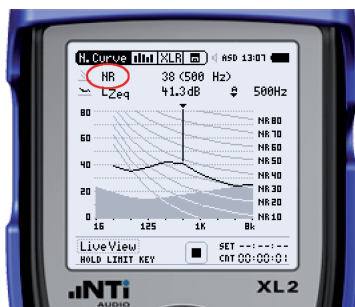 N.Curve XLR ASD 13:07
NR 38 (500 Hz)
LZeq 41.3dB 500Hz
80 NR80
NR70
60 NR60
NR50
40 NR40
NR30
20 NR20
0 NR10
16 125 1K 8k
LiveView SET --:--:--
HOLD LIMIT KEY CNT 00:00:01
NTi XL2
AUDIO